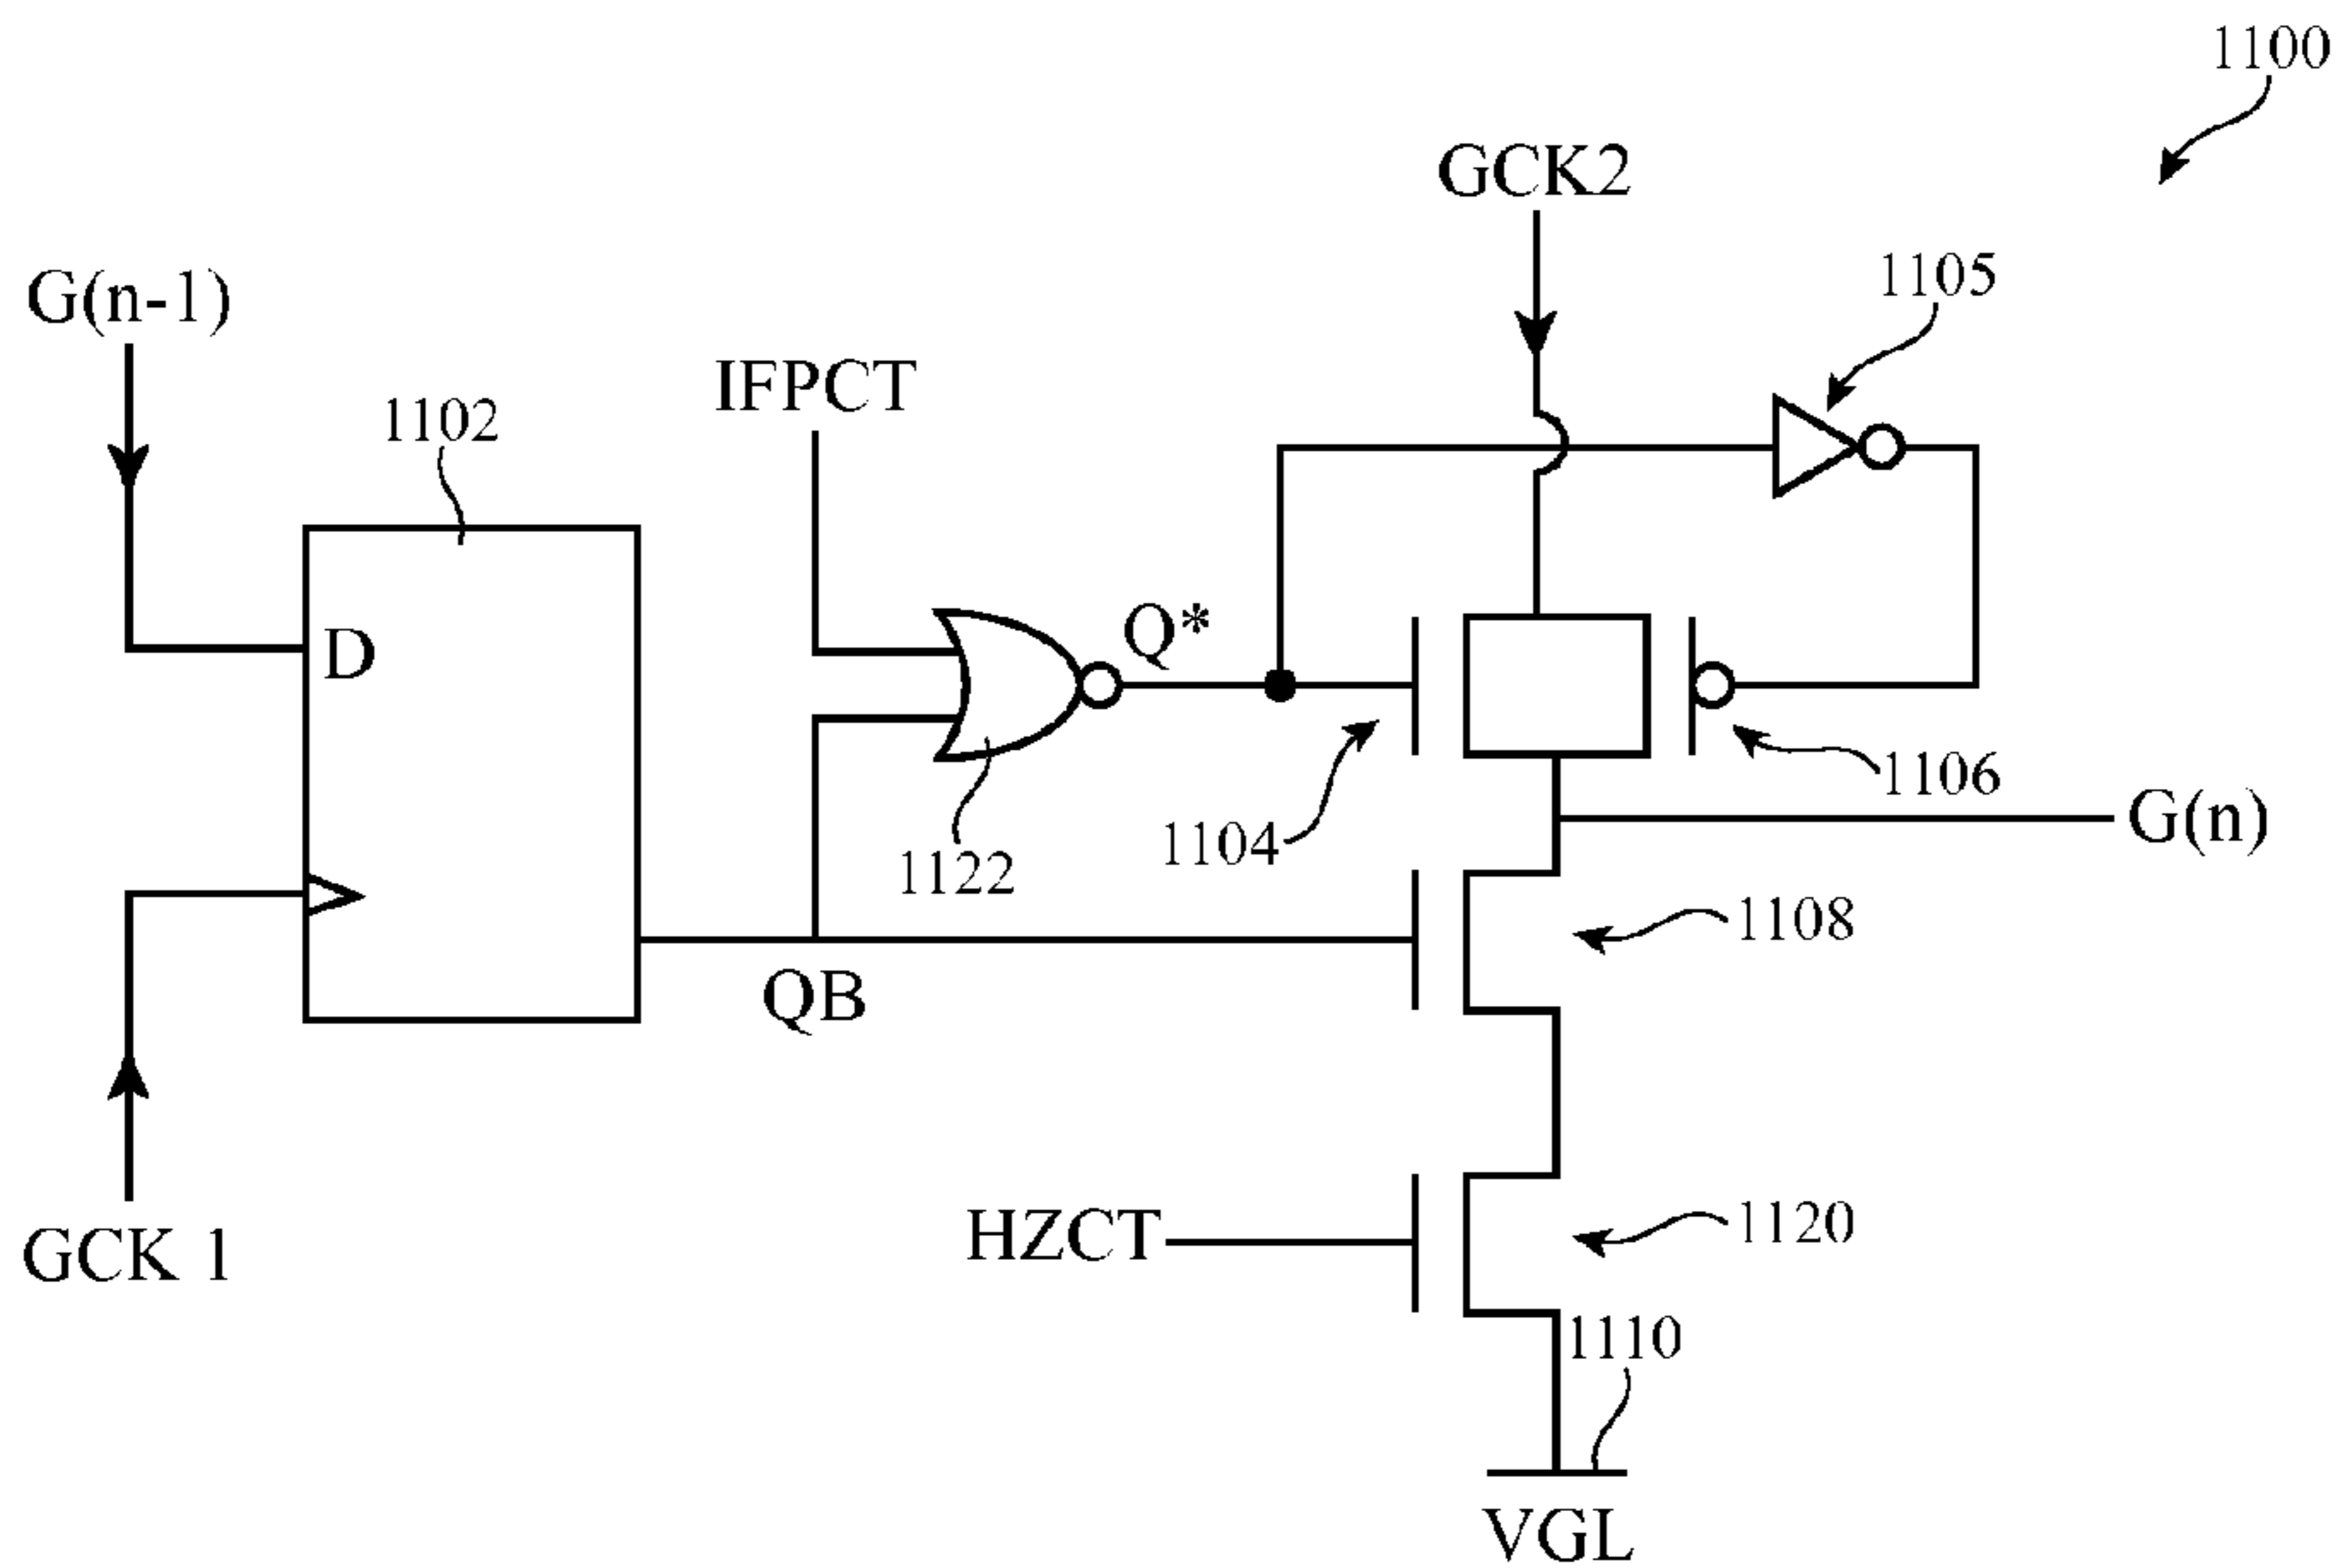 1100
GCK2
1105
G(n-1)
IFPCT
1102
Q*
D
1106
G(n)
1104
1122
1108
QB
HZCT
1120
GCK 1
1110
VGL